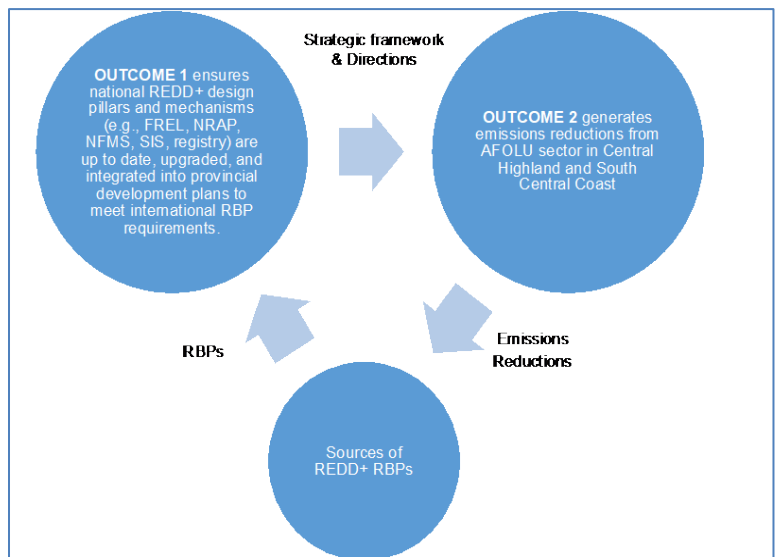 Strategic framework
& Directions
OUTCOME 1 ensures
national REDD+ design
pillars and mechanisms
(e.g., FREL, NRAP,
NFMS, SIS, registry) are
up to date, upgraded, and
integrated into provincial
development plans to
meet international RBP
requirements.
OUTCOME 2 generates
emissions reductions from
AFOLU sector in Central
Highland and South
Central Coast
RBPs
Emissions
Reductions
Sources of
REDD+ RBPs